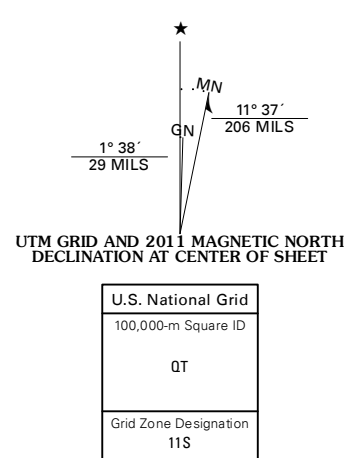 ★
MN
11° 37´
206 MILS
GN
1° 38´
29 MILS
UTM GRID AND 2011 MAGNETIC NORTH
DECLINATION AT CENTER OF SHEET
U.S. National Grid
100,000-m Square ID
QT
Grid Zone Designation
11S